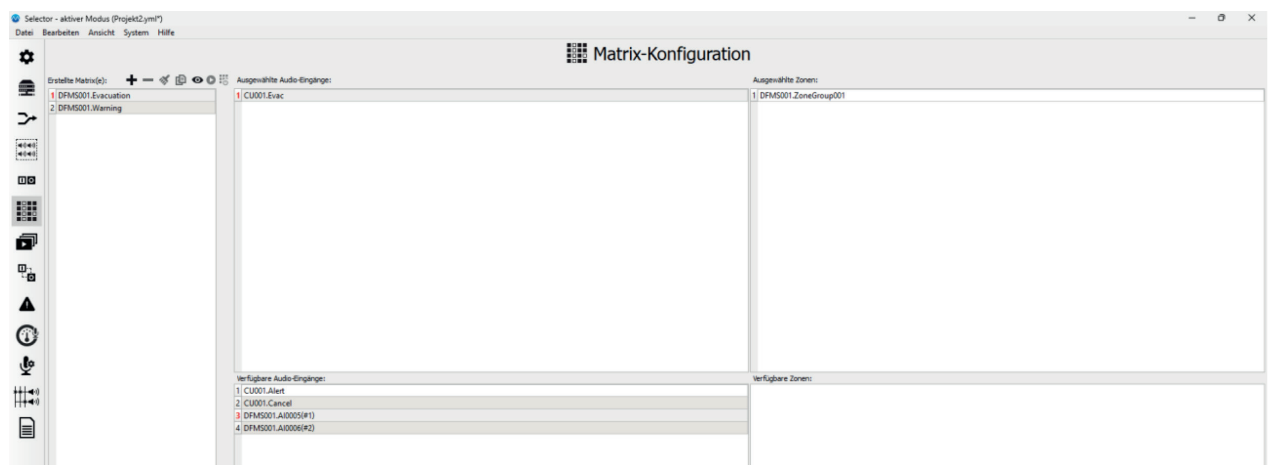 Selector - aktiver Modus (Projekt2.yml*)
Datei Bearbeiten Ansicht System Hilfe
Matrix-Konfiguration
Erstellte Matrix(e):
1 DFMS001.Evacuation
2 DFMS001.Warning
Ausgewählte Audio-Eingänge:
1 CU001.Evac
Ausgewählte Zonen:
1 DFMS001.ZoneGroup001
Verfügbare Audio-Eingänge:
1 CU001.Alert
2 CU001.Cancel
3 DFMS001.AI0005(#1)
4 DFMS001.AI0006(#2)
Verfügbare Zonen: